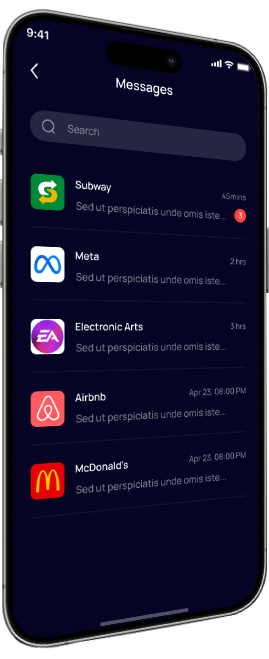 9:41
Messages
Search
Subway
45mins
Sed ut perspiciatis unde omis iste...
3
Meta
2 hrs
Sed ut perspiciatis unde omis iste...
EA
Electronic Arts
3 hrs
Sed ut perspiciatis unde omis iste...
Airbnb
Apr 23, 08:00 PM
Sed ut perspiciatis unde omis iste...
McDonald's
Apr 23, 08:00 PM
Sed ut perspiciatis unde omis iste...